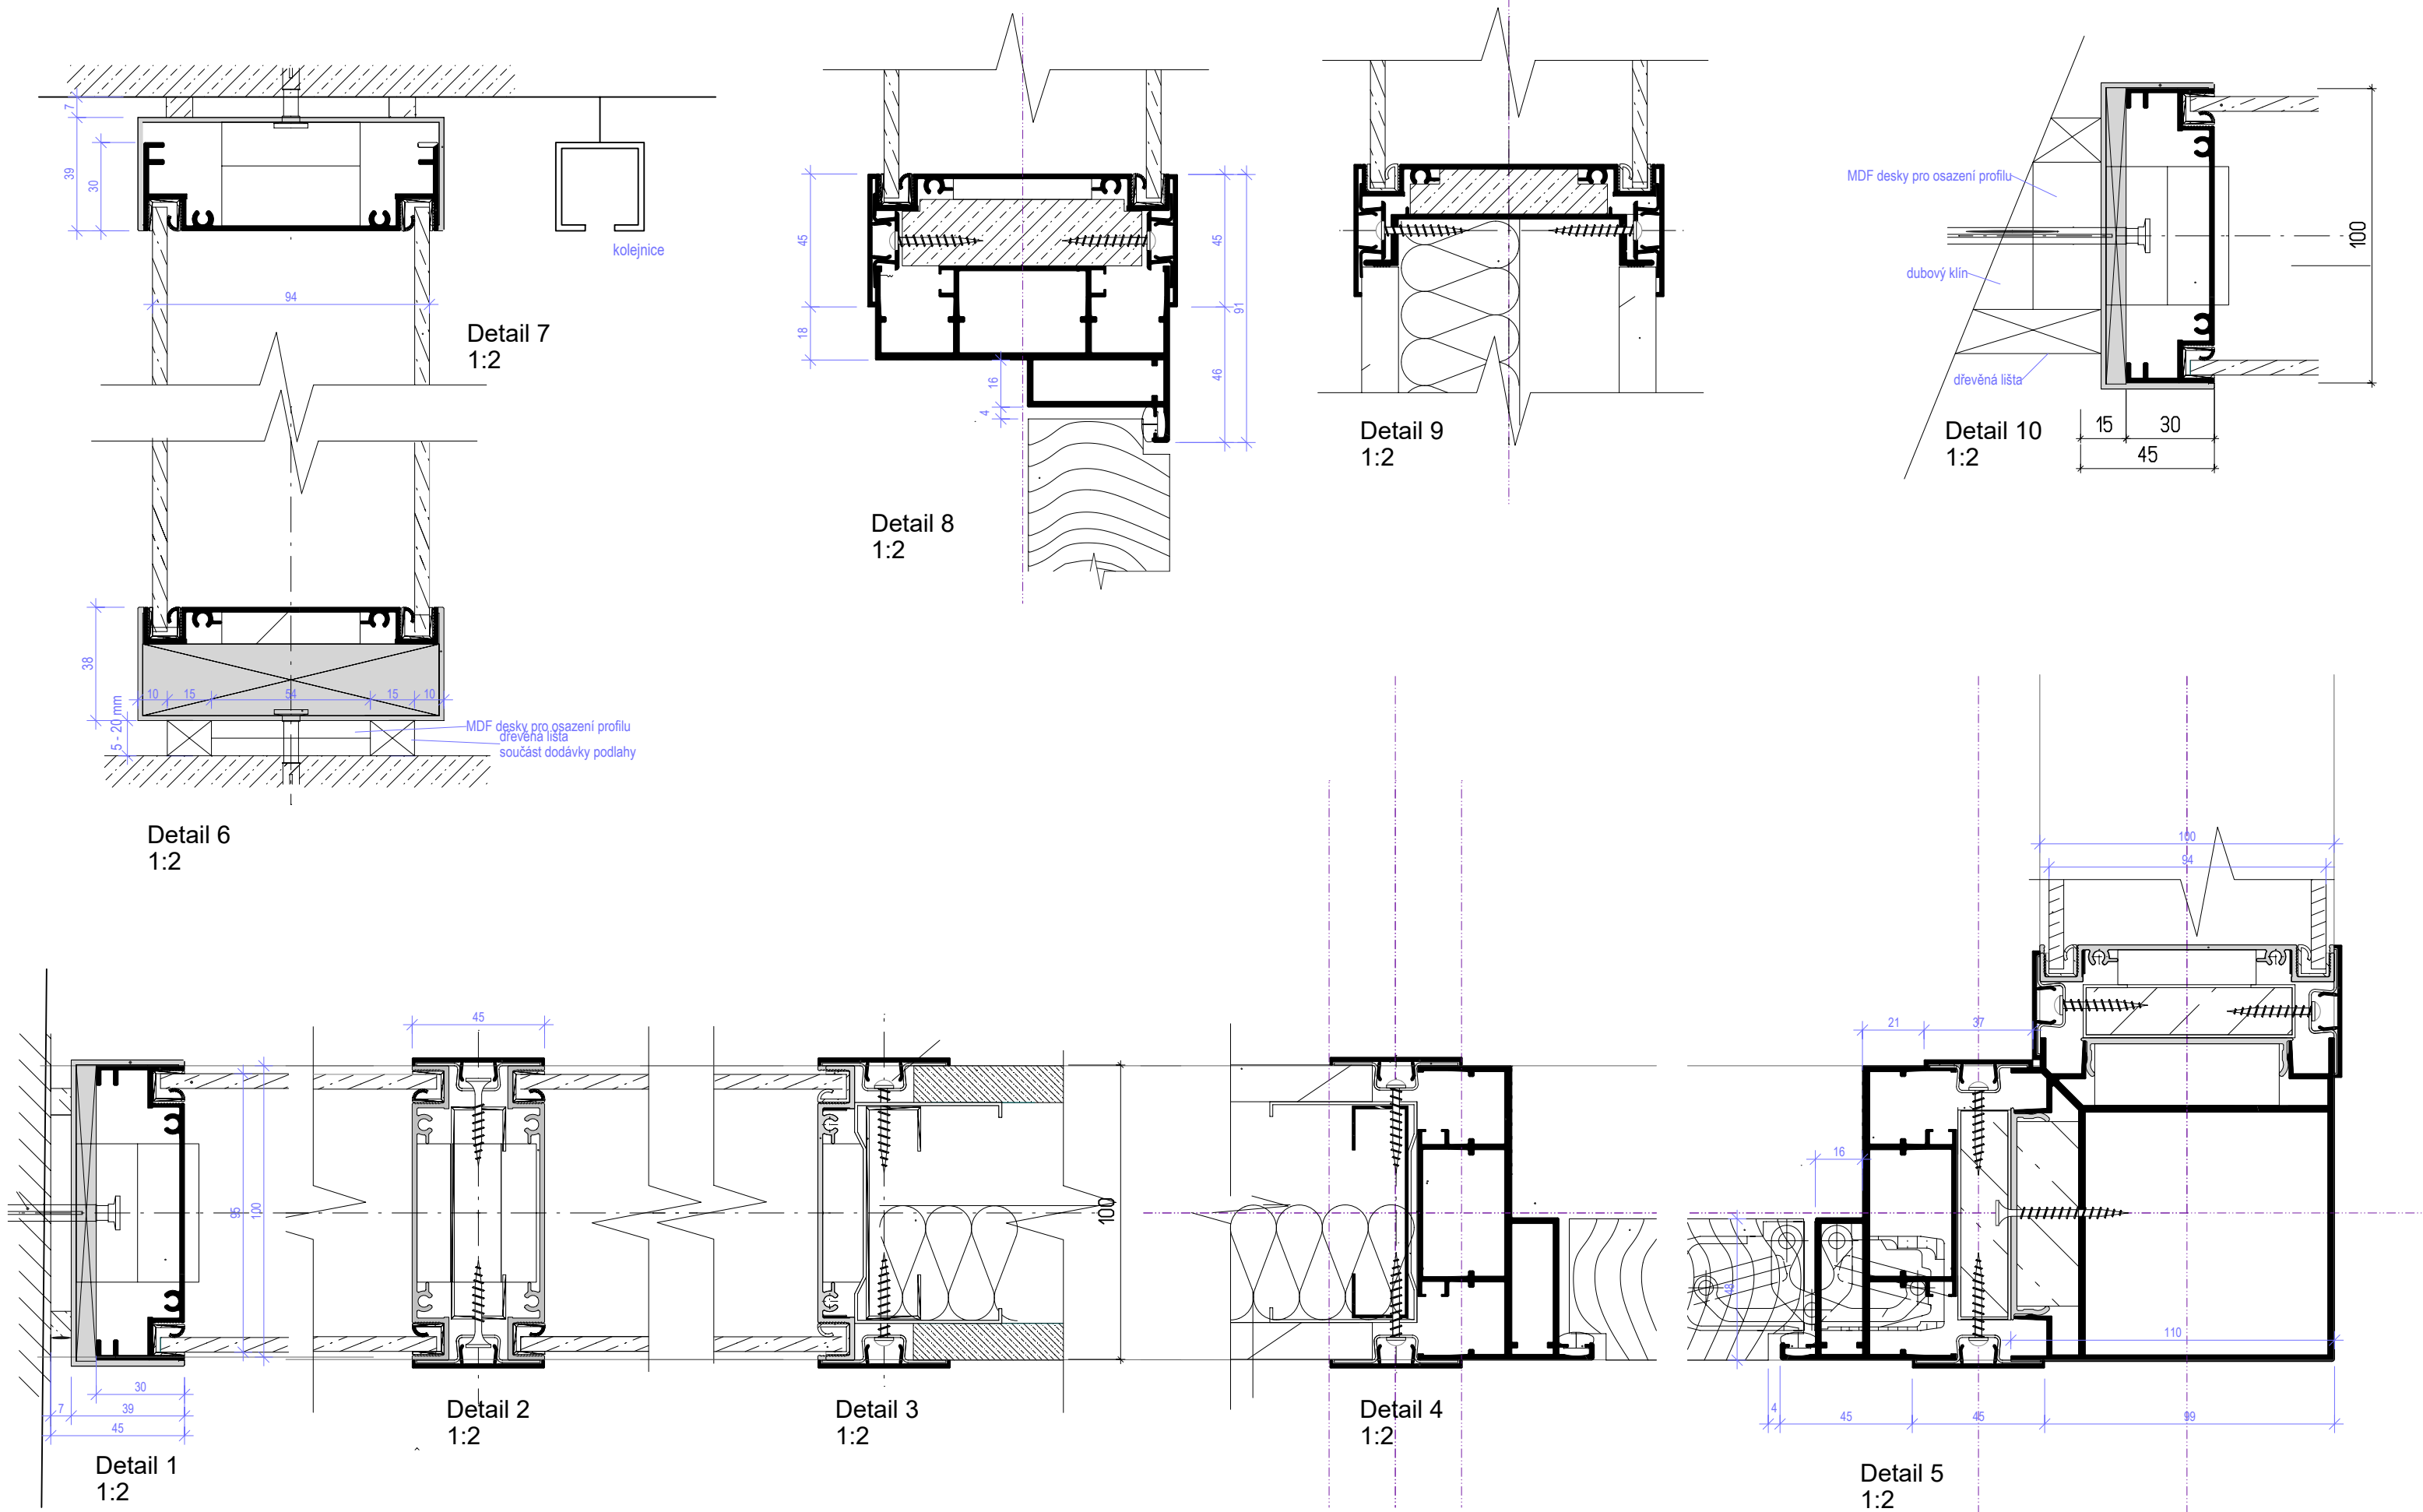 7
39
30
kolejnice
94
Detail 7
1:2
38
10
15
54
15
10
5 - 20 mm
MDF desky pro osazení profilu
dřevěná lišta
součást dodávky podlahy
Detail 6
1:2
45
18
16
4
45
91
46
Detail 8
1:2
Detail 9
1:2
MDF desky pro osazení profilu
dubový klín
dřevěná lišta
100
15
30
45
Detail 10
1:2
95
100
30
7
39
45
Detail 1
1:2
45
Detail 2
1:2
100
Detail 3
1:2
Detail 4
1:2
100
94
21
37
16
48
110
4
45
45
99
Detail 5
1:2